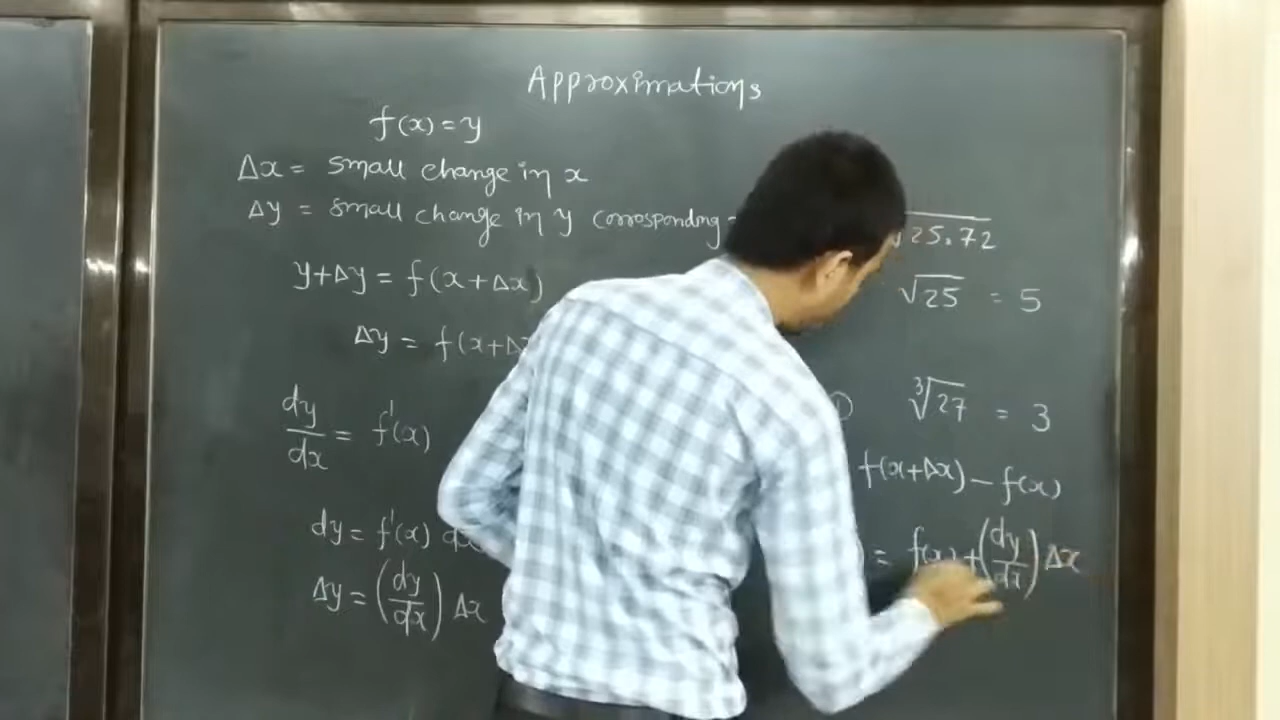 Approximations
f(x) = y
Δx = small change in x
Δy = small change in y corresponding
y+Δy = f(x+Δx)
Δy = f(x+Δ
dy/dx = f'(x)
dy = f'(x)
Δy = (dy/dx) Δx
√25.72
√25 = 5
∛27 = 3
f(x+Δx) - f(x)
= f(x) + (dy/dx) Δx